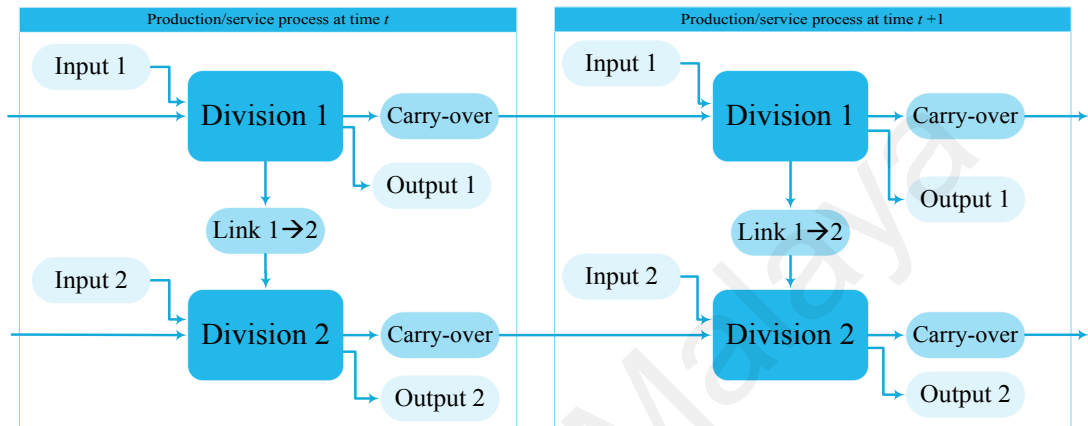 Production/service process at time t
Input 1
Division 1
Carry-over
Output 1
Link 1→2
Input 2
Division 2
Carry-over
Output 2
Production/service process at time t +1
Input 1
Division 1
Carry-over
Output 1
Link 1→2
Input 2
Division 2
Carry-over
Output 2
Malaya